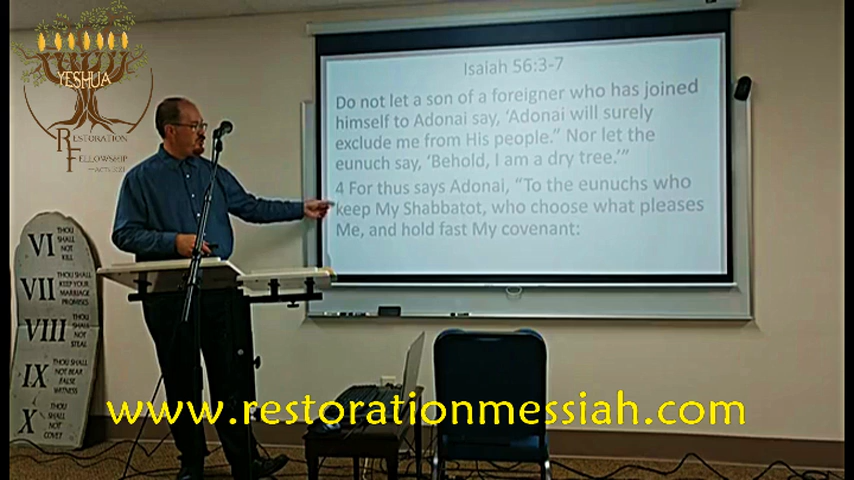 YESHUA
RESTORATION
FELLOWSHIP
Isaiah 56:3-7
Do not let a son of a foreigner who has joined
himself to Adonai say, ‘Adonai will surely
exclude me from His people.” Nor let the
eunuch say, ‘Behold, I am a dry tree.’”
4 For thus says Adonai, “To the eunuchs who
keep My Shabbatot, who choose what pleases
Me, and hold fast My covenant:
VI THOU
SHALL
NOT
KILL
VII THOU SHALL
KEEP YOUR
MARRIAGE
PROMISES
VIII THOU
SHALL
NOT
STEAL
IX THOU SHALL
NOT BEAR
FALSE
WITNESS
X THOU
SHALL
NOT
COVET
www.restorationmessiah.com